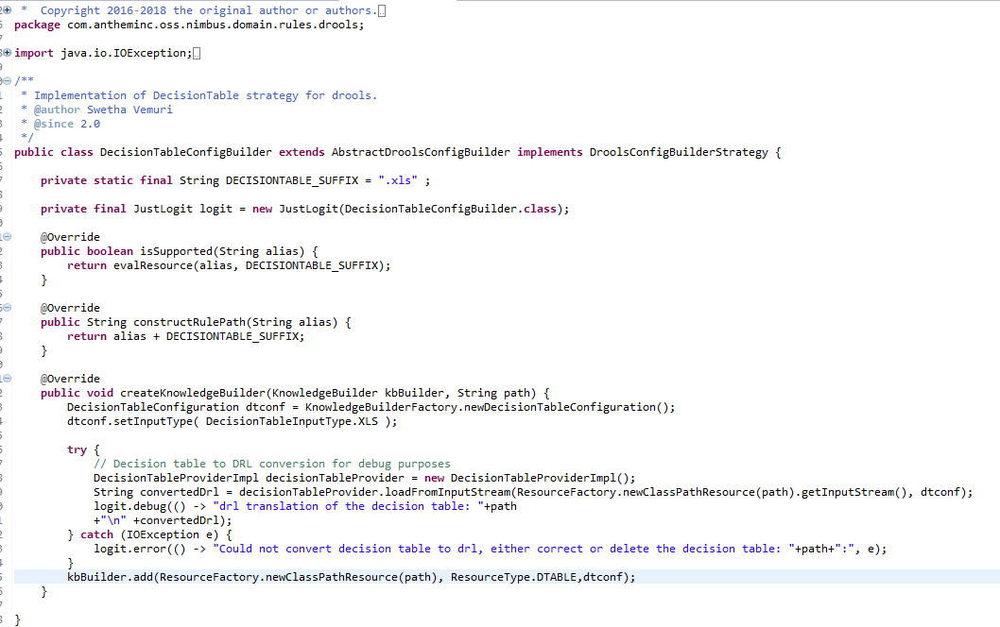 * Copyright 2016-2018 the original author or authors.
package com.antheminc.oss.nimbus.domain.rules.drools;
import java.io.IOException;
/**
* Implementation of DecisionTable strategy for drools.
* @author Swetha Vemuri
* @since 2.0
*/
public class DecisionTableConfigBuilder extends AbstractDroolsConfigBuilder implements DroolsConfigBuilderStrategy {
private static final String DECISIONTABLE_SUFFIX = ".xls" ;
private final JustLogit logit = new JustLogit(DecisionTableConfigBuilder.class);
@Override
public boolean isSupported(String alias) {
return evalResource(alias, DECISIONTABLE_SUFFIX);
}
@Override
public String constructRulePath(String alias) {
return alias + DECISIONTABLE_SUFFIX;
}
@Override
public void createKnowledgeBuilder(KnowledgeBuilder kbBuilder, String path) {
DecisionTableConfiguration dtconf = KnowledgeBuilderFactory.newDecisionTableConfiguration();
dtconf.setInputType( DecisionTableInputType.XLS );
try {
// Decision table to DRL conversion for debug purposes
DecisionTableProviderImpl decisionTableProvider = new DecisionTableProviderImpl();
String convertedDrl = decisionTableProvider.loadFromInputStream(ResourceFactory.newClassPathResource(path).getInputStream(), dtconf);
logit.debug(() -> "drl translation of the decision table: "+path
+"\n" +convertedDrl);
} catch (IOException e) {
logit.error(() -> "Could not convert decision table to drl, either correct or delete the decision table: "+path+":", e);
}
kbBuilder.add(ResourceFactory.newClassPathResource(path), ResourceType.DTABLE,dtconf);
}
}